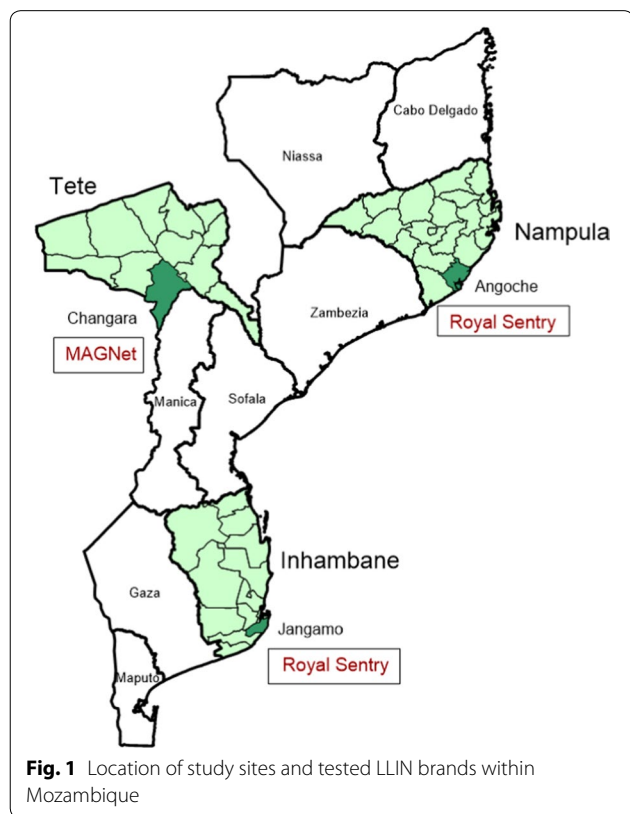 Cabo Delgado
Niassa
Tete
Nampula
Angoche
Zambezia
Changara
Royal Sentry
MAGNet
Manica
Sofala
Inhambane
Gaza
Jangamo
Royal Sentry
Maputo
Fig. 1 Location of study sites and tested LLIN brands within
Mozambique